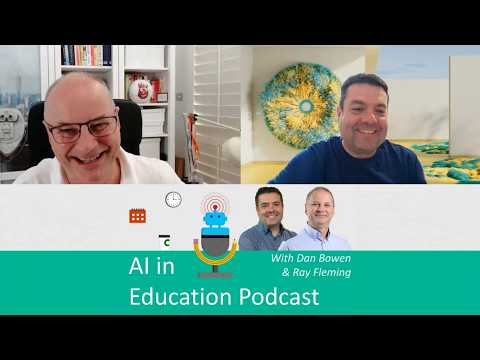 AI in
Education Podcast
With Dan Bowen
& Ray Fleming